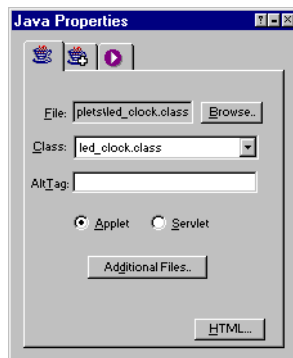 Java Properties
File: plets\led_clock.class Browse..
Class: led_clock.class
AltTag:
Applet Servlet
Additional Files..
HTML...